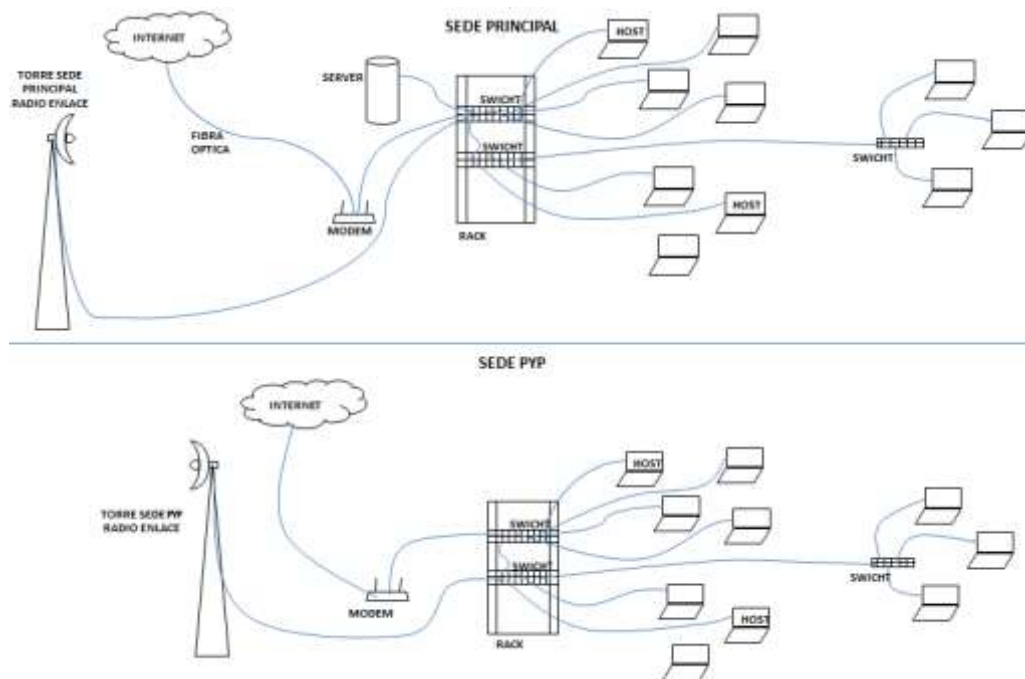 SEDE PRINCIPAL
INTERNET
HOST
TORRE SEDE
PRINCIPAL
RADIO ENLACE
SERVER
SWICHT
FIBRA
OPTICA
SWICHT
SWICHT
HOST
MODEM
RACK
SEDE PYP
INTERNET
HOST
TORRE SEDE PYP
RADIO ENLACE
SWICHT
SWICHT
SWICHT
MODEM
HOST
RACK